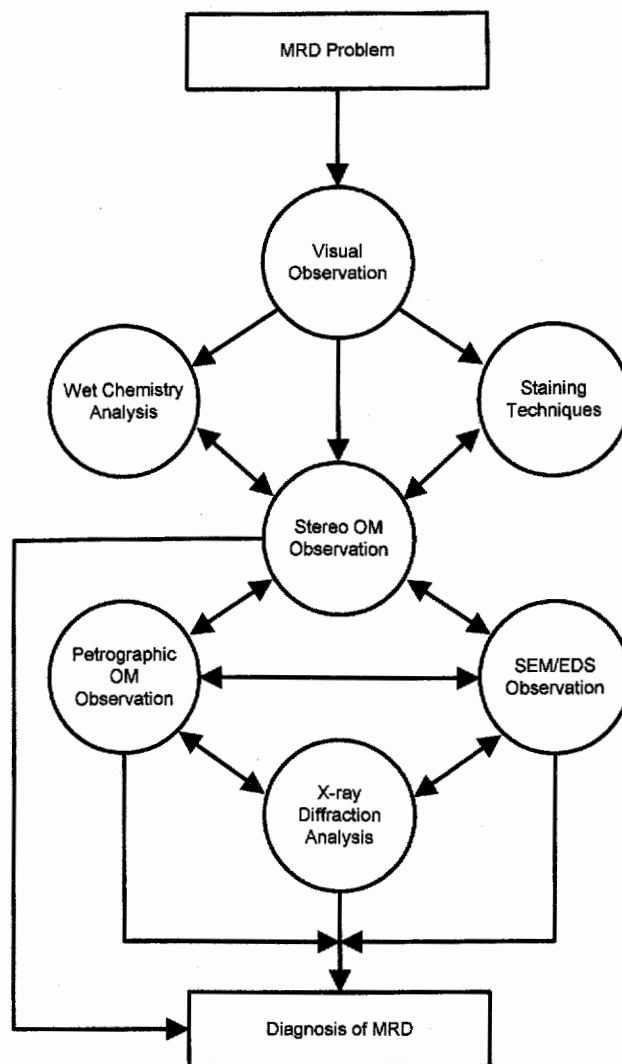 MRD Problem
Visual
Observation
Wet Chemistry
Analysis
Staining
Techniques
Stereo OM
Observation
Petrographic
OM
Observation
SEM/EDS
Observation
X-ray
Diffraction
Analysis
Diagnosis of MRD